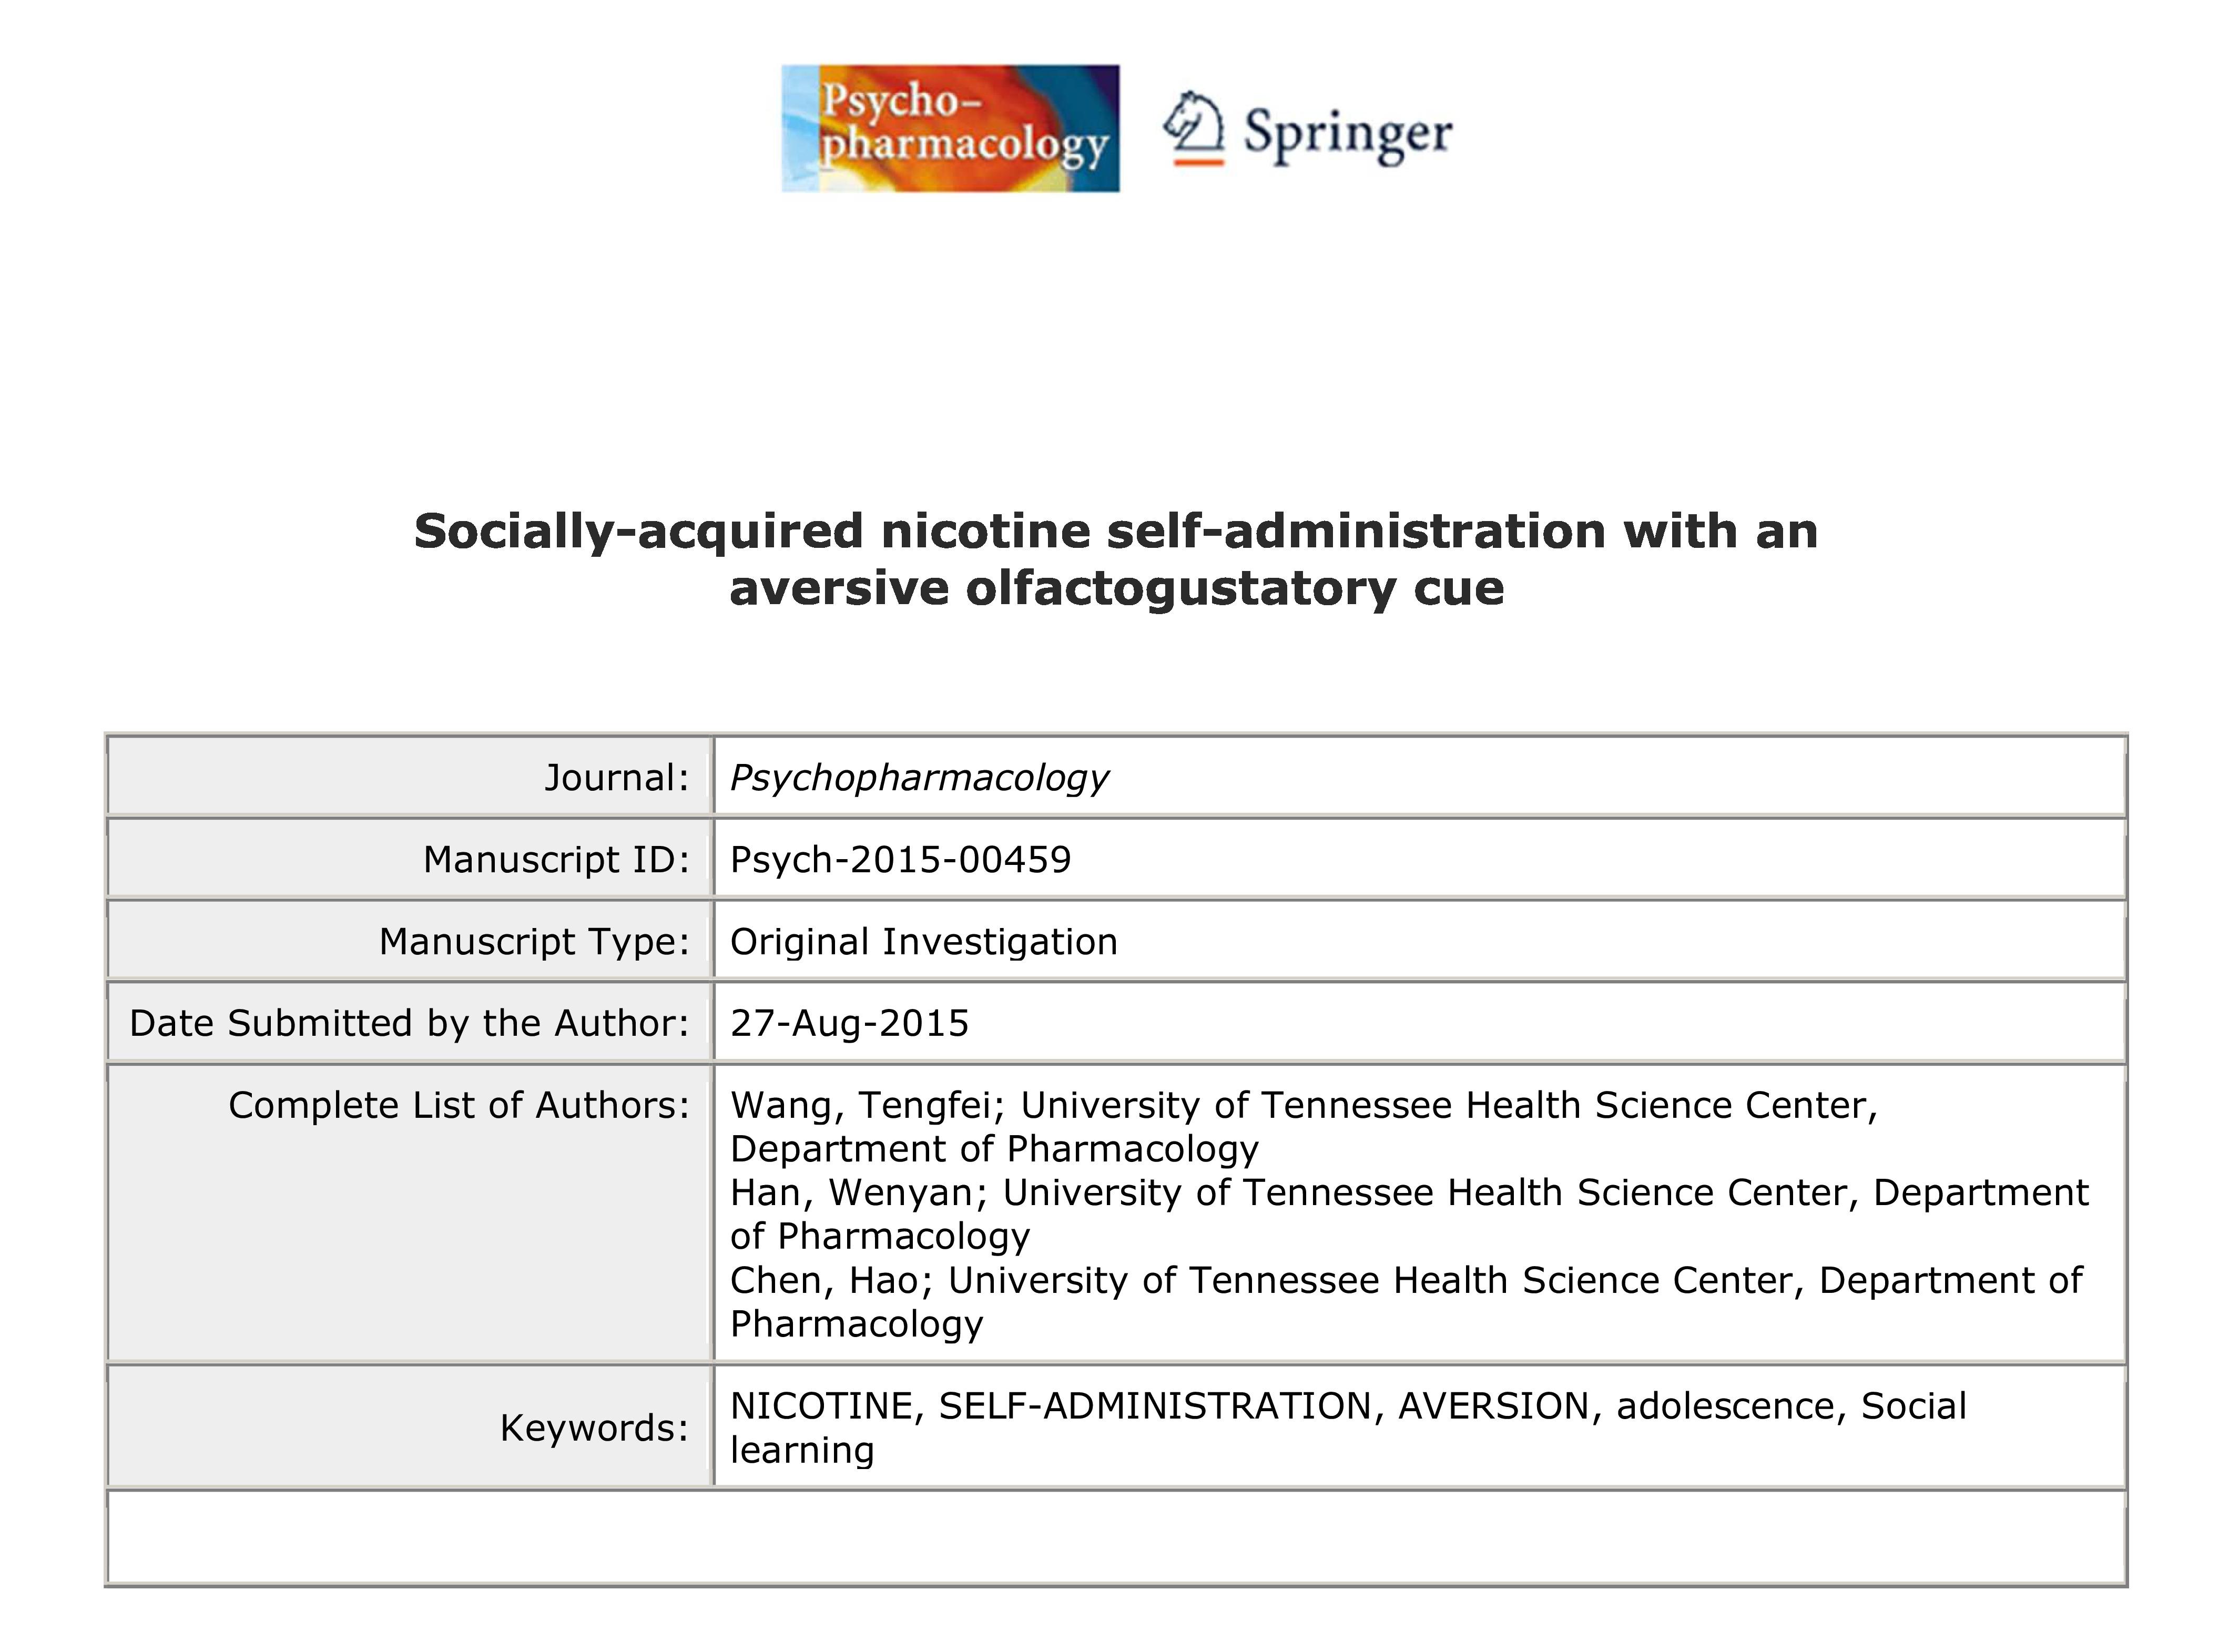 Psycho-
pharmacology
Springer
Socially-acquired nicotine self-administration with an
aversive olfactogustatory cue
Journal: Psychopharmacology
Manuscript ID: Psych-2015-00459
Manuscript Type: Original Investigation
Date Submitted by the Author: 27-Aug-2015
Complete List of Authors: Wang, Tengfei; University of Tennessee Health Science Center,
Department of Pharmacology
Han, Wenyan; University of Tennessee Health Science Center, Department
of Pharmacology
Chen, Hao; University of Tennessee Health Science Center, Department of
Pharmacology
Keywords: NICOTINE, SELF-ADMINISTRATION, AVERSION, adolescence, Social
learning